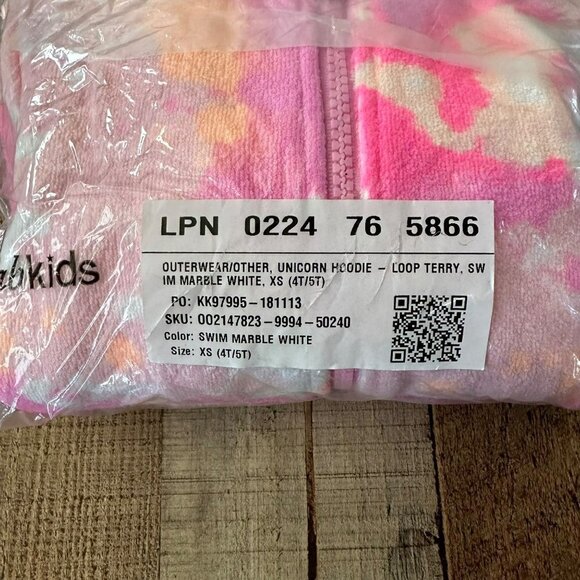 LPN 0224 76 5866
OUTERWEAR/OTHER, UNICORN HOODIE – LOOP TERRY, SW
IM MARBLE WHITE, XS (4T/5T)
PO: KK97995-181113
SKU: 002147823-9994-50240
Color: SWIM MARBLE WHITE
Size: XS (4T/5T)
kids